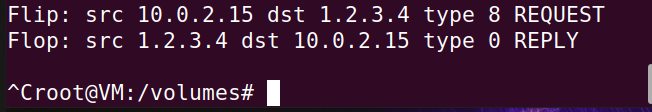 Flip: src 10.0.2.15 dst 1.2.3.4 type 8 REQUEST
Flop: src 1.2.3.4 dst 10.0.2.15 type 0 REPLY
^Croot@VM:/volumes#